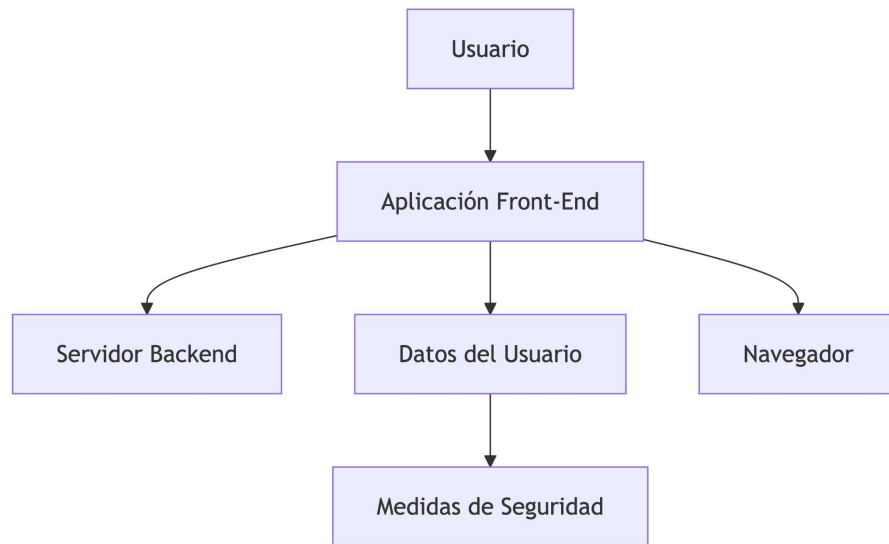 Usuario
Aplicación Front-End
Servidor Backend
Datos del Usuario
Navegador
Medidas de Seguridad